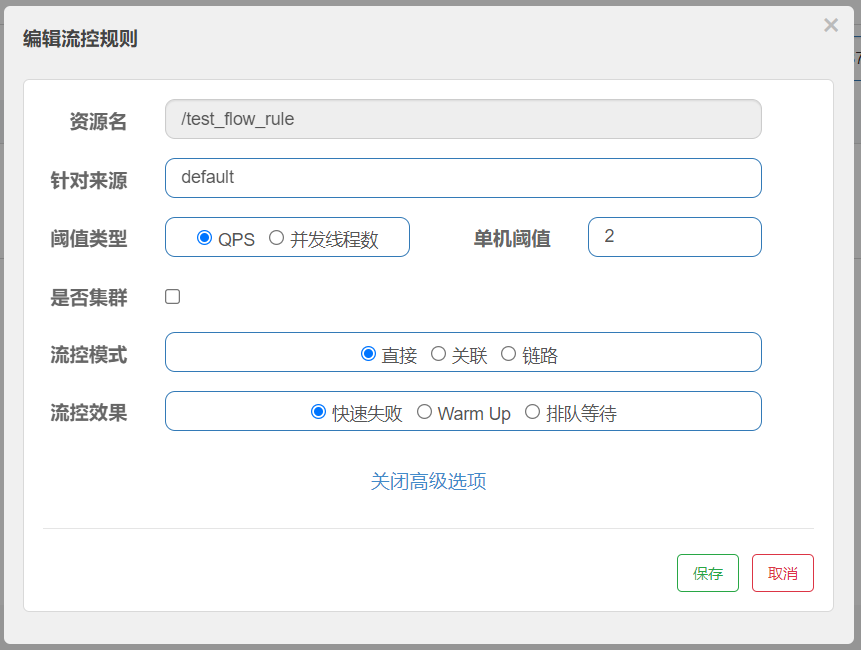 编辑流控规则 ×
资源名 /test_flow_rule
针对来源 default
阈值类型 QPS 并发线程数 单机阈值 2
是否集群
流控模式 直接 关联 链路
流控效果 快速失败 Warm Up 排队等待
关闭高级选项
保存 取消